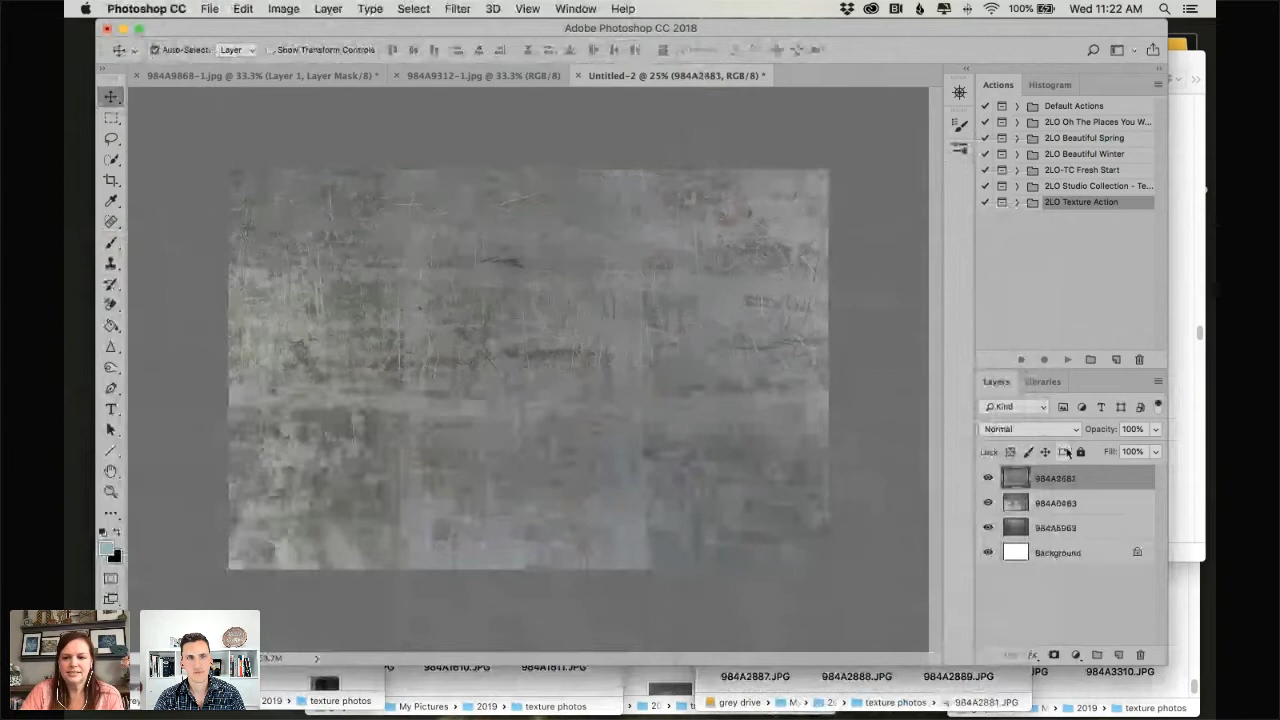 Photoshop CC File Edit Image Layer Type Select Filter 3D View Window Help 100% Wed 11:22 AM
Adobe Photoshop CC 2018
Auto-Select: Layer Show Transform Controls
984A9868-1.jpg @ 33.3% (Layer 1, Layer Mask/8) * 984A9312-1.jpg @ 33.3% (RGB/8) Untitled-2 @ 25% (984A2483, RGB/8) *
Actions Histogram
Default Actions
2LO Oh The Places You W...
2LO Beautiful Spring
2LO Beautiful Winter
2LO-TC Fresh Start
2LO Studio Collection - Te...
2LO Texture Action
Layers Libraries
Kind
Normal Opacity: 100%
Lock: Fill: 100%
Background
984A1610.JPG 984A1611.JPG
984A2887.JPG 984A2888.JPG 984A2889.JPG 984A3310.JPG
2019 texture photos My Pictures 2019 texture photos grey drive texture photos 984A2881.JPG 2019 texture photos